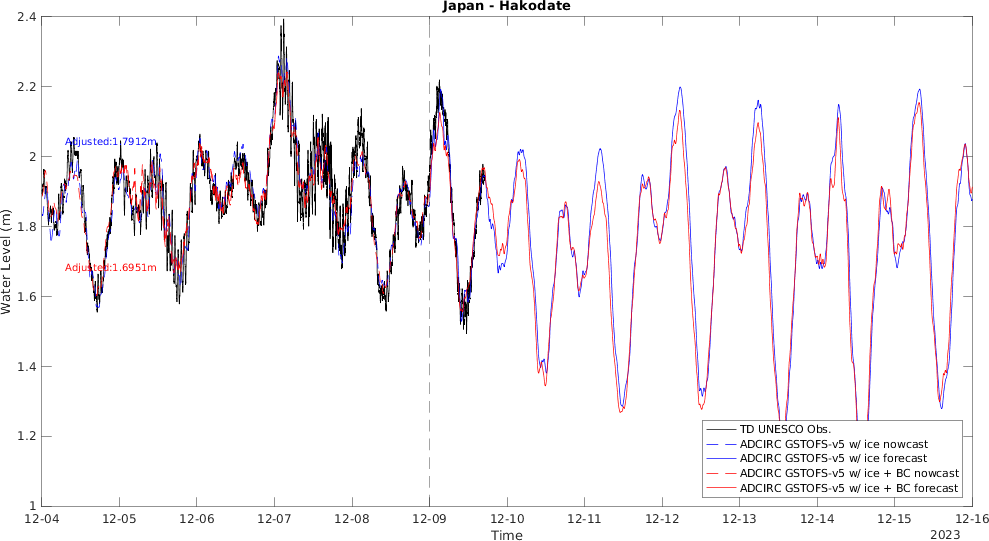 Japan - Hakodate
Water Level (m)
2.4
2.2
2
1.8
1.6
1.4
1.2
1
Adjusted:1.7912m
Adjusted:1.6951m
TD UNESCO Obs.
ADCIRC GSTOFS-v5 w/ ice nowcast
ADCIRC GSTOFS-v5 w/ ice forecast
ADCIRC GSTOFS-v5 w/ ice + BC nowcast
ADCIRC GSTOFS-v5 w/ ice + BC forecast
12-04 12-05 12-06 12-07 12-08 12-09 12-10 12-11 12-12 12-13 12-14 12-15 12-16
Time
2023